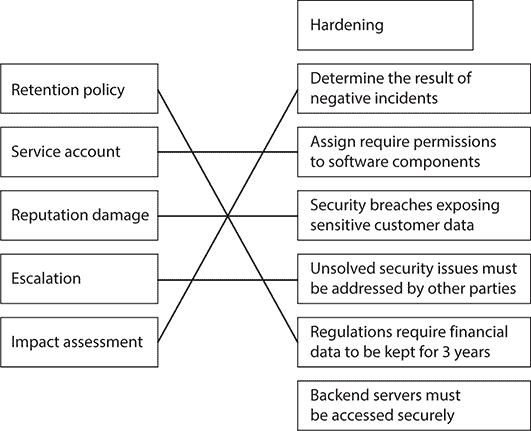 Hardening
Retention policy
Determine the result of
negative incidents
Service account
Assign require permissions
to software components
Reputation damage
Security breaches exposing
sensitive customer data
Escalation
Unsolved security issues must
be addressed by other parties
Impact assessment
Regulations require financial
data to be kept for 3 years
Backend servers must
be accessed securely